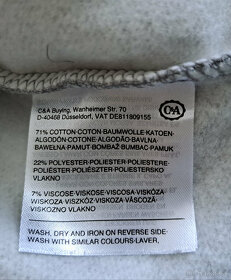 C&A Buying, Wanheimer Str. 70
D-40468 Düsseldorf, VAT DE811809155
C&A
71% COTTON-COTON-BAUMWOLLE-KATOEN-
ALGODÓN-COTONE-ALGODÃO-BAVLNA-
BAWEŁNA-PAMUT-BOMBAŽ-BUMBAC-PAMUK
22% POLYESTER-POLIESTER-POLIESTERE-
POLIÉSTER-POLIÉSZTER-POLIESTERSKO
VLAKNO
7% VISCOSE-VISKOSE-VISCOSA-VISKÓZA
WISKOZA-VISZKÓZ-VISKOZA-VÂSCOZĂ-
VISKOZNO VLAKNO
WASH, DRY AND IRON ON REVERSE SIDE-
WASH WITH SIMILAR COLOURS-LAVER,